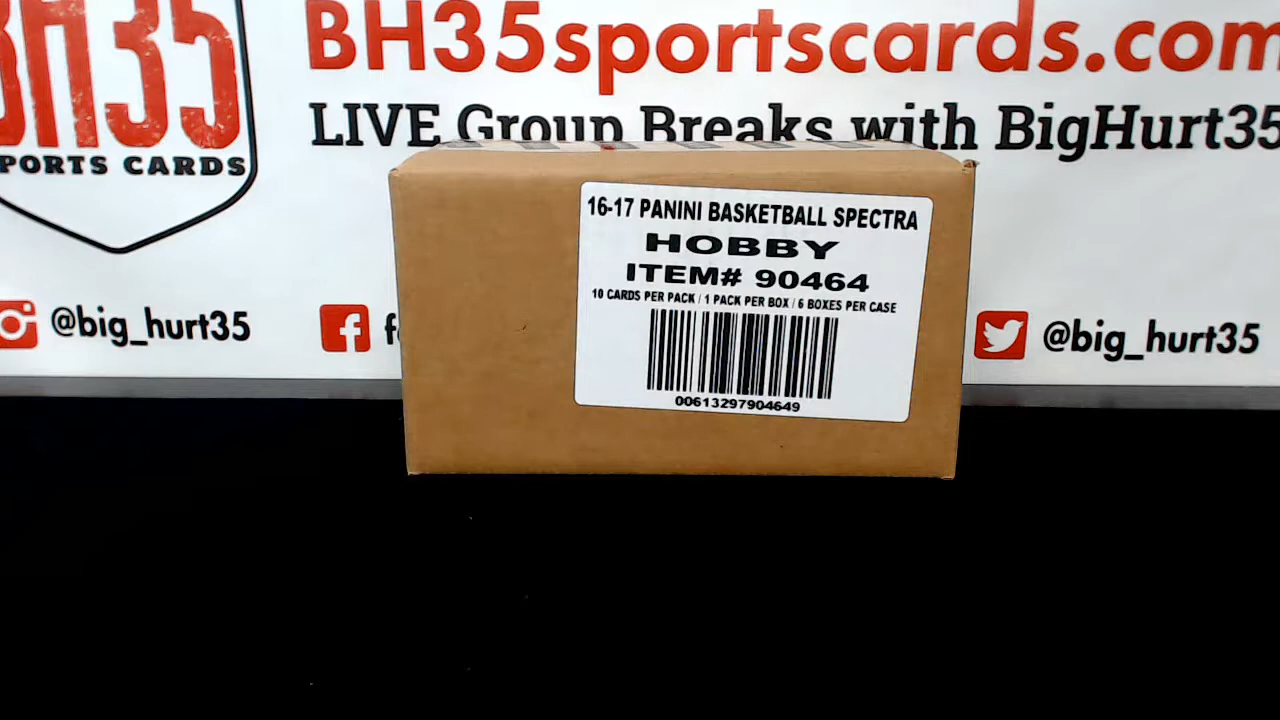 BH35
SPORTS CARDS
BH35sportscards.com
LIVE Group Breaks with BigHurt35
@big_hurt35
@big_hurt35
16-17 PANINI BASKETBALL SPECTRA
HOBBY
ITEM# 90464
10 CARDS PER PACK / 1 PACK PER BOX / 6 BOXES PER CASE
00613297904649